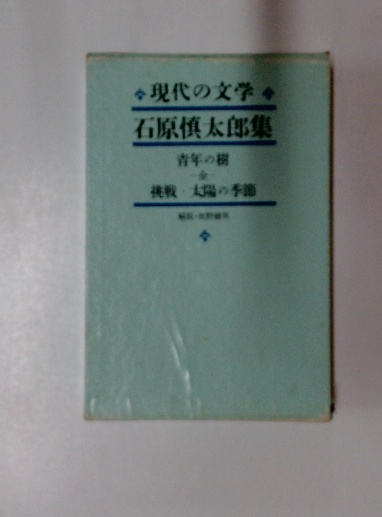 現代の文学
石原慎太郎集
青年の樹
—全—
挑戦・太陽の季節